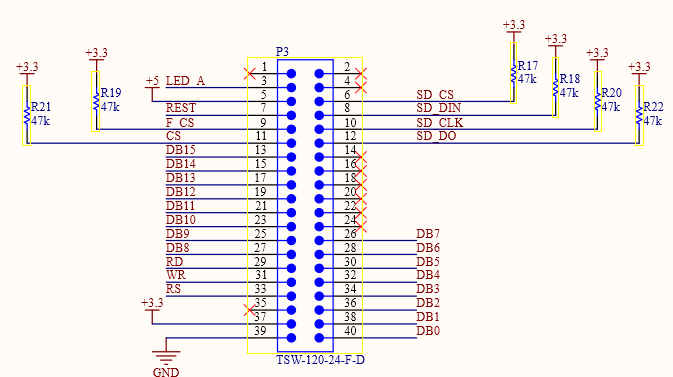 P3
+3.3
+3.3
+3.3
+3.3
+3.3
+3.3
R21
47k
R19
47k
R17
47k
R18
47k
R20
47k
R22
47k
1 2
LED_A 3 4
+5 5 6 SD_CS
REST 7 8 SD_DIN
F_CS 9 10 SD_CLK
CS 11 12 SD_DO
DB15 13 14
DB14 15 16
DB13 17 18
DB12 19 20
DB11 21 22
DB10 23 24
DB9 25 26 DB7
DB8 27 28 DB6
RD 29 30 DB5
WR 31 32 DB4
RS 33 34 DB3
+3.3 35 36 DB2
37 38 DB1
39 40 DB0
GND
TSW-120-24-F-D